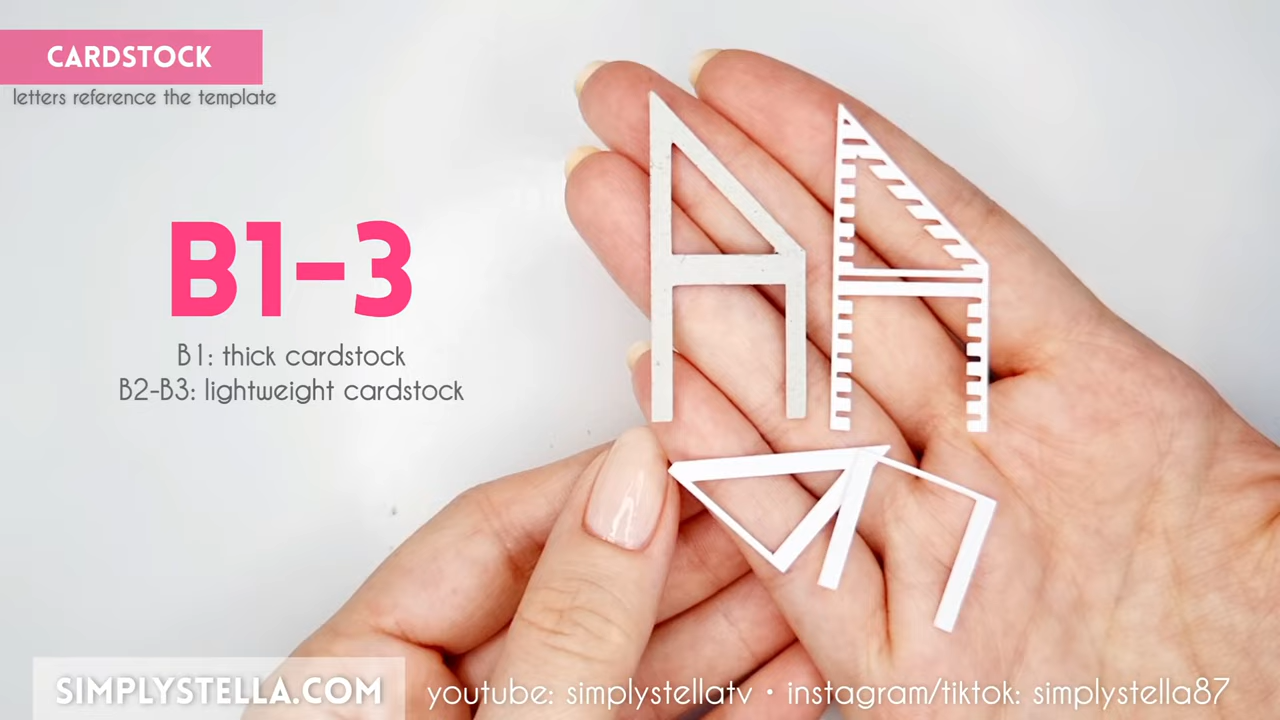 CARDSTOCK
letters reference the template
B1-3
B1: thick cardstock
B2-B3: lightweight cardstock
SIMPLYSTELLA.COM
youtube: simplystellatv • instagram/tiktok: simplystella87